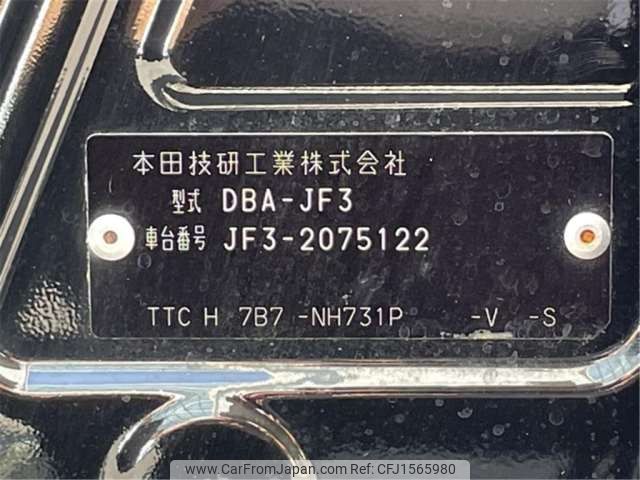 本田技研工業株式会社
型式 DBA-JF3
車台番号 JF3-2075122
TTC H 7B7 -NH731P -V -S
www.CarFromJapan.com | CFJ1565980